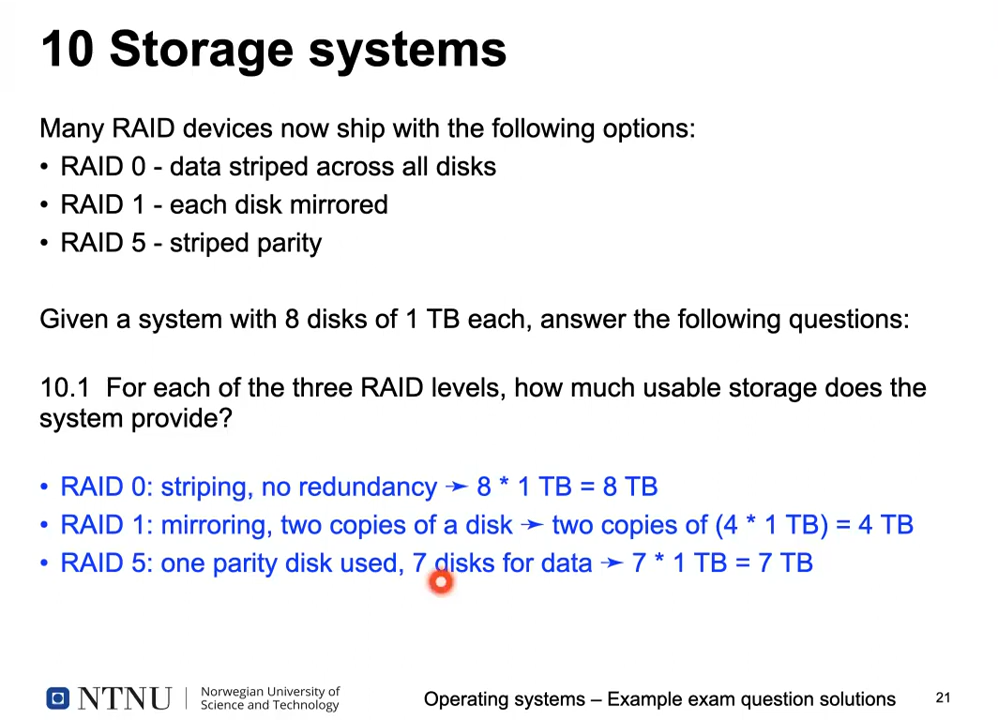 10 Storage systems
Many RAID devices now ship with the following options:
• RAID 0 - data striped across all disks
• RAID 1 - each disk mirrored
• RAID 5 - striped parity
Given a system with 8 disks of 1 TB each, answer the following questions:
10.1 For each of the three RAID levels, how much usable storage does the
system provide?
• RAID 0: striping, no redundancy ➛ 8 * 1 TB = 8 TB
• RAID 1: mirroring, two copies of a disk ➛ two copies of (4 * 1 TB) = 4 TB
• RAID 5: one parity disk used, 7 disks for data ➛ 7 * 1 TB = 7 TB
NTNU
Norwegian University of
Science and Technology
Operating systems – Example exam question solutions
21